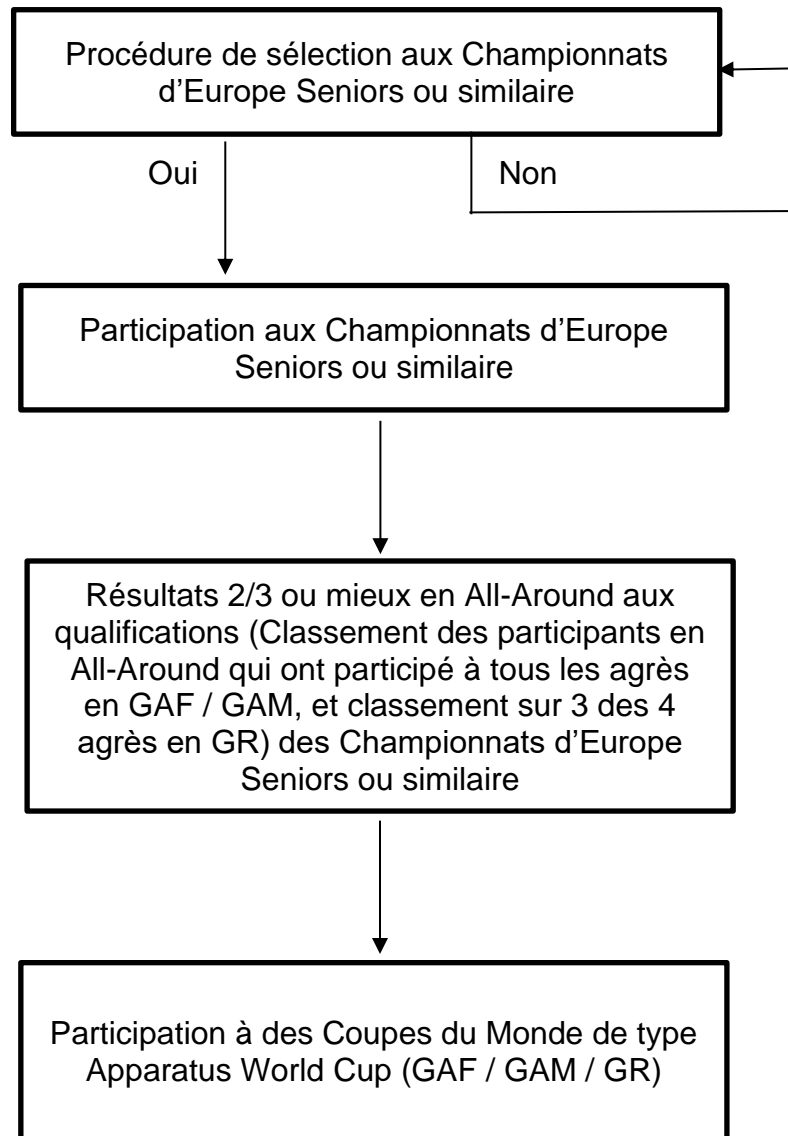 Procédure de sélection aux Championnats
d’Europe Seniors ou similaire
Oui
Non
Participation aux Championnats d’Europe
Seniors ou similaire
Résultats 2/3 ou mieux en All-Around aux
qualifications (Classement des participants en
All-Around qui ont participé à tous les agrès
en GAF / GAM, et classement sur 3 des 4
agrès en GR) des Championnats d’Europe
Seniors ou similaire
Participation à des Coupes du Monde de type
Apparatus World Cup (GAF / GAM / GR)